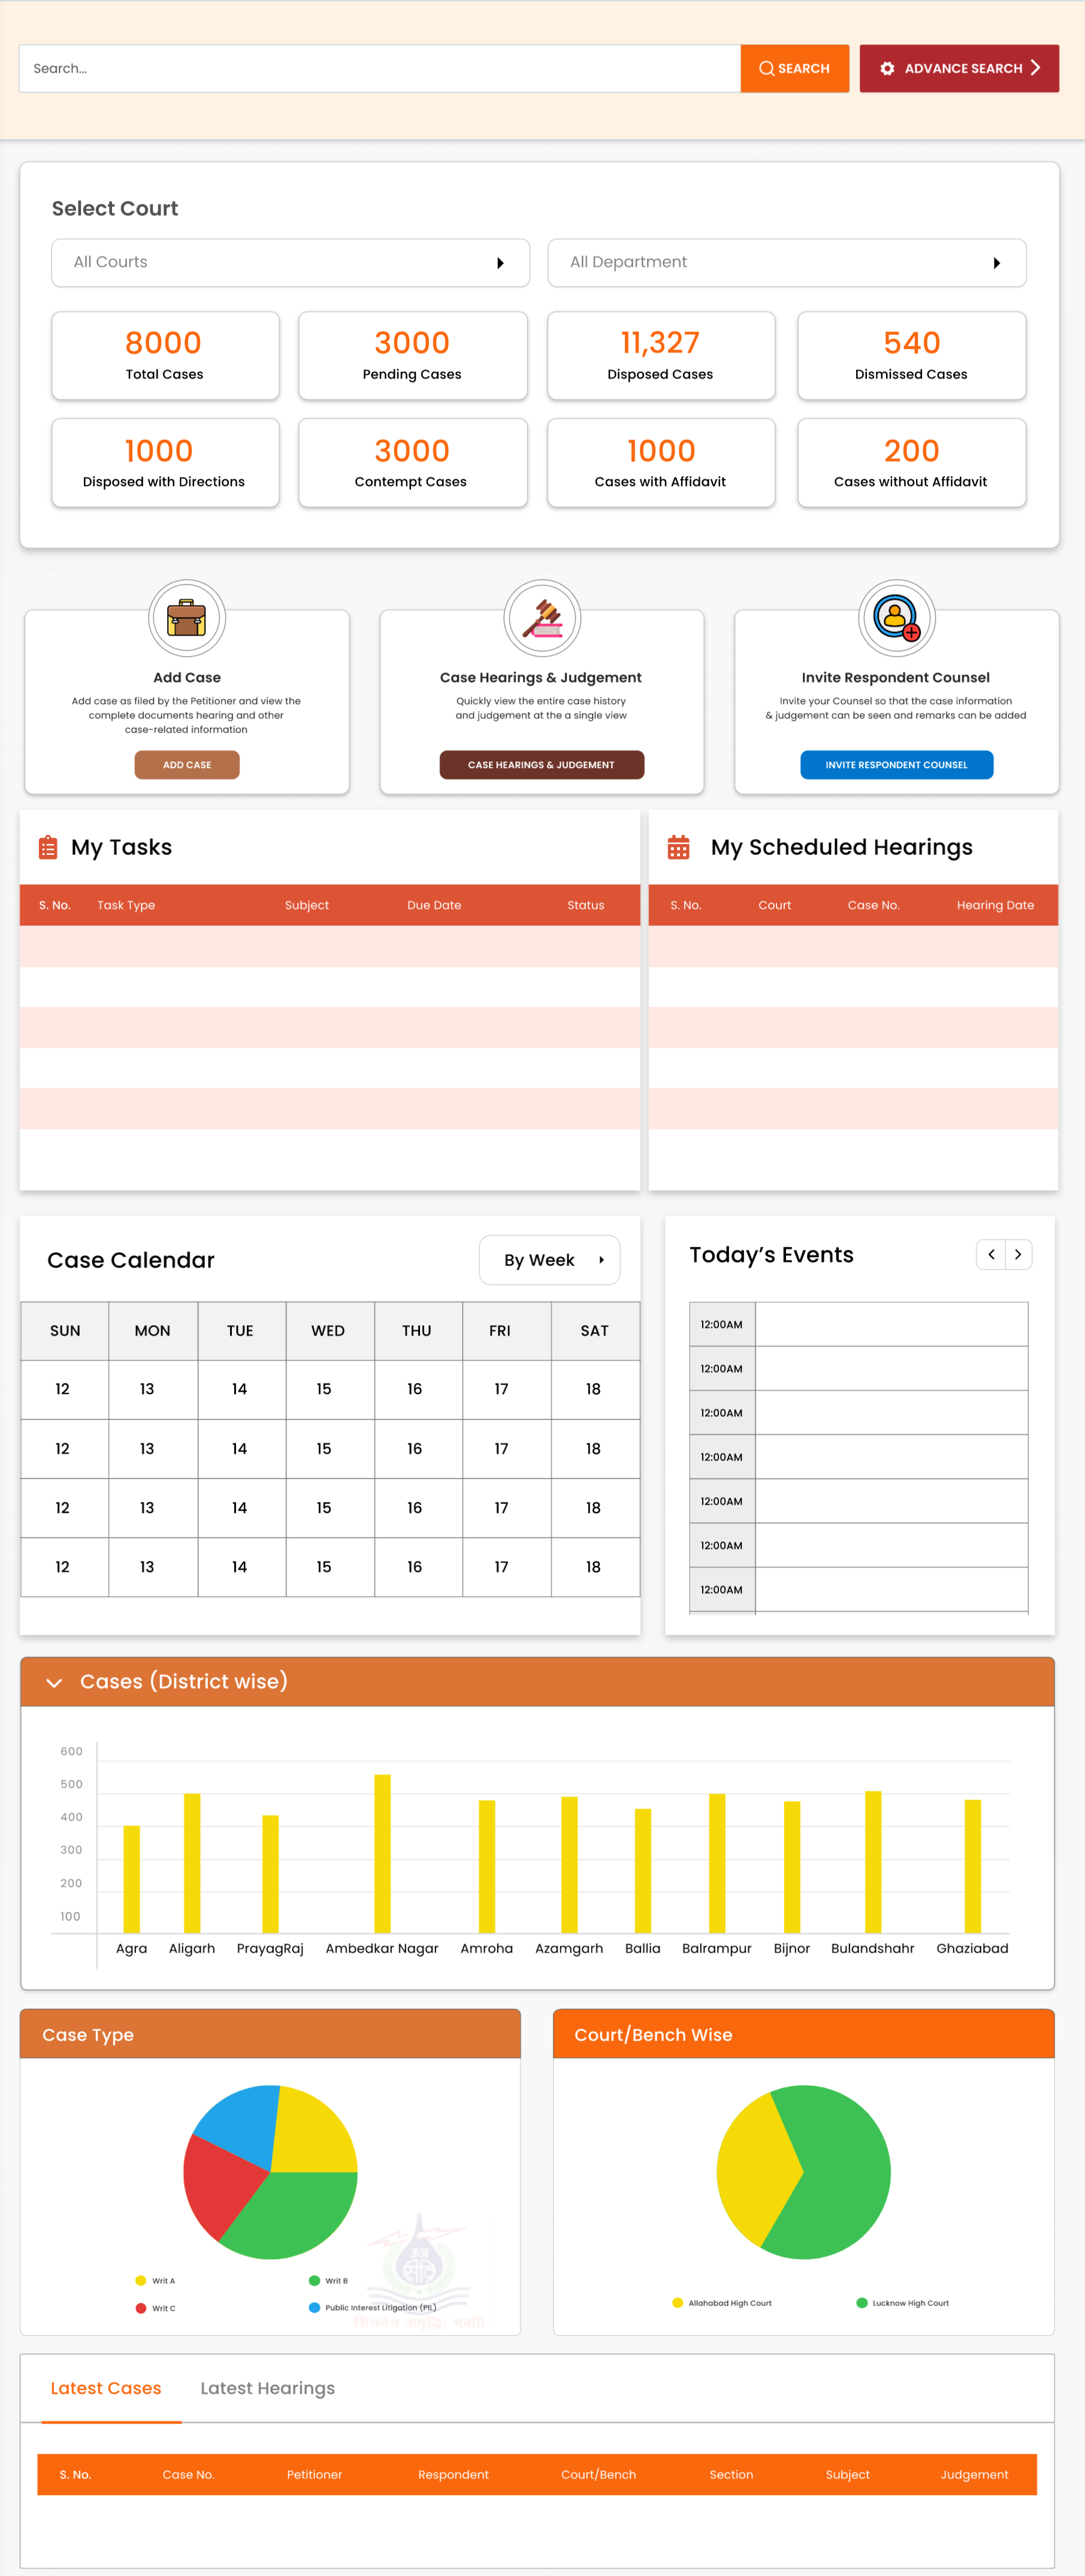 Search...
SEARCH
ADVANCE SEARCH
Select Court
All Courts
All Department
8000
Total Cases
3000
Pending Cases
11,327
Disposed Cases
540
Dismissed Cases
1000
Disposed with Directions
3000
Contempt Cases
1000
Cases with Affidavit
200
Cases without Affidavit
Add Case
Add case as filed by the Petitioner and view the
complete documents hearing and other
case-related information
ADD CASE
Case Hearings & Judgement
Quickly view the entire case history
and judgement at the a single view
CASE HEARINGS & JUDGEMENT
Invite Respondent Counsel
Invite your Counsel so that the case information
& judgement can be seen and remarks can be added
INVITE RESPONDENT COUNSEL
My Tasks
S. No. Task Type Subject Due Date Status
My Scheduled Hearings
S. No. Court Case No. Hearing Date
Case Calendar
By Week
SUN MON TUE WED THU FRI SAT
12 13 14 15 16 17 18
12 13 14 15 16 17 18
12 13 14 15 16 17 18
12 13 14 15 16 17 18
Today's Events
12:00AM
12:00AM
12:00AM
12:00AM
12:00AM
12:00AM
12:00AM
Cases (District wise)
600
500
400
300
200
100
Agra Aligarh PrayagRaj Ambedkar Nagar Amroha Azamgarh Ballia Balrampur Bijnor Bulandshahr Ghaziabad
Case Type
Writ A
Writ B
Writ C
Public Interest Litigation (PIL)
Court/Bench Wise
Allahabad High Court
Lucknow High Court
Latest Cases
Latest Hearings
S. No. Case No. Petitioner Respondent Court/Bench Section Subject Judgement